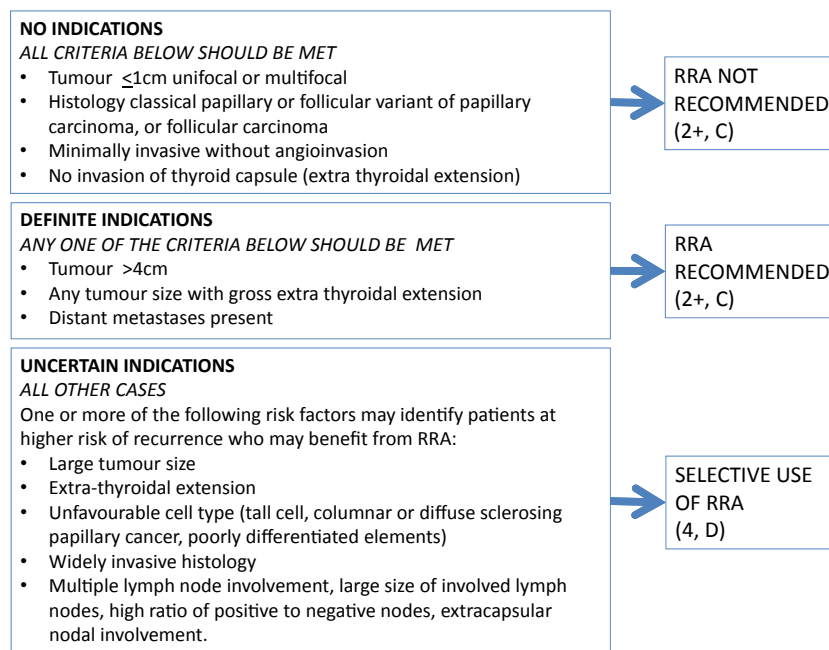 NO INDICATIONS
ALL CRITERIA BELOW SHOULD BE MET
• Tumour ≤1cm unifocal or multifocal
• Histology classical papillary or follicular variant of papillary
carcinoma, or follicular carcinoma
• Minimally invasive without angioinvasion
• No invasion of thyroid capsule (extra thyroidal extension)
RRA NOT
RECOMMENDED
(2+, C)
DEFINITE INDICATIONS
ANY ONE OF THE CRITERIA BELOW SHOULD BE MET
• Tumour >4cm
• Any tumour size with gross extra thyroidal extension
• Distant metastases present
RRA
RECOMMENDED
(2+, C)
UNCERTAIN INDICATIONS
ALL OTHER CASES
One or more of the following risk factors may identify patients at
higher risk of recurrence who may benefit from RRA:
• Large tumour size
• Extra-thyroidal extension
• Unfavourable cell type (tall cell, columnar or diffuse sclerosing
papillary cancer, poorly differentiated elements)
• Widely invasive histology
• Multiple lymph node involvement, large size of involved lymph
nodes, high ratio of positive to negative nodes, extracapsular
nodal involvement.
SELECTIVE USE
OF RRA
(4, D)